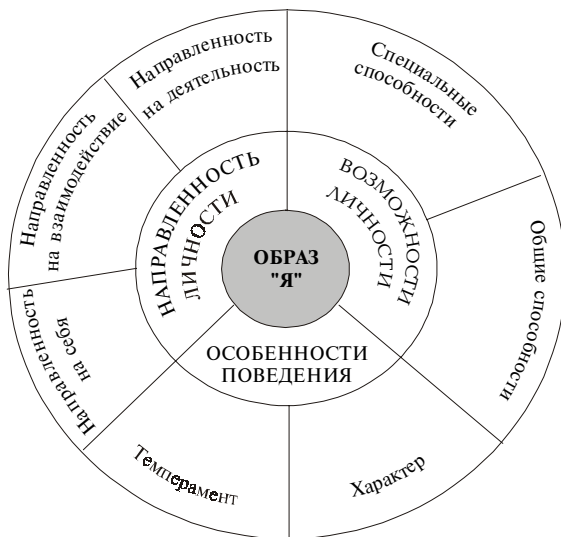 Направленность
на деятельность
Специальные
способности
Направленность
на взаимодействие
НАПРАВЛЕННОСТЬ
ЛИЧНОСТИ
ВОЗМОЖНОСТИ
ЛИЧНОСТИ
ОБРАЗ
"Я"
Общие способности
Направленность
на себя
ОСОБЕННОСТИ
ПОВЕДЕНИЯ
Темперамент
Характер